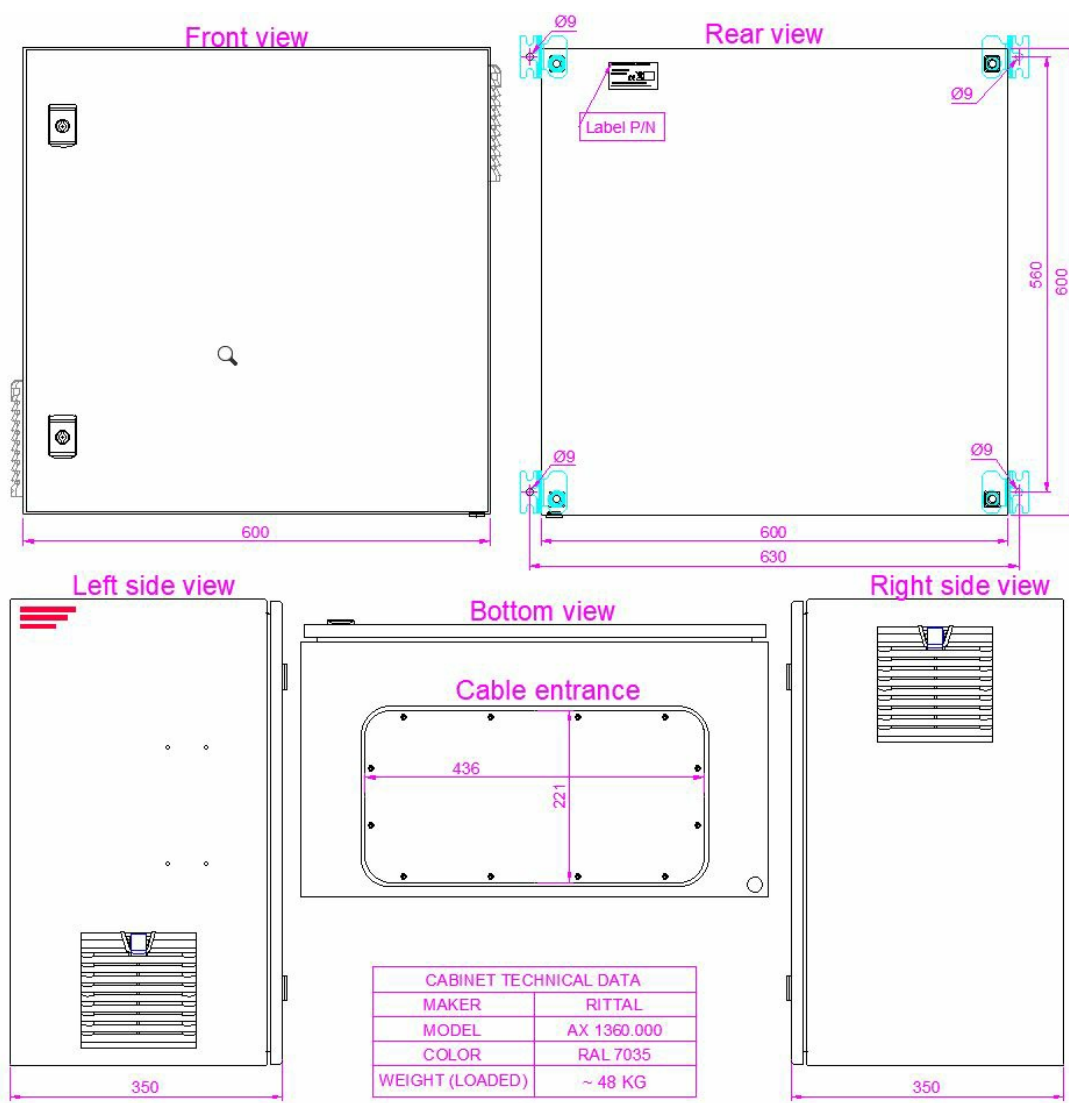 Front view
Rear view
Ø9
Ø9
Label P/N
560
600
Ø9
Ø9
600
600
630
Left side view
Bottom view
Right side view
Cable entrance
436
221
CABINET TECHNICAL DATA
MAKER RITTAL
MODEL AX 1360.000
COLOR RAL 7035
WEIGHT (LOADED) ~ 48 KG
350
350